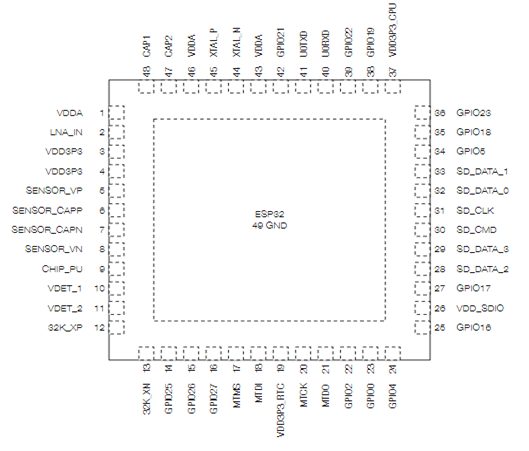 48 CAP1
47 CAP2
46 VDDA
45 XTAL_P
44 XTAL_N
43 VDDA
42 GPIO21
41 U0TXD
40 U0RXD
39 GPIO22
38 GPIO19
37 VDD3P3_CPU
VDDA 1
LNA_IN 2
VDD3P3 3
VDD3P3 4
SENSOR_VP 5
SENSOR_CAPP 6
SENSOR_CAPN 7
SENSOR_VN 8
CHIP_PU 9
VDET_1 10
VDET_2 11
32K_XP 12
ESP32
49 GND
36 GPIO23
35 GPIO18
34 GPIO5
33 SD_DATA_1
32 SD_DATA_0
31 SD_CLK
30 SD_CMD
29 SD_DATA_3
28 SD_DATA_2
27 GPIO17
26 VDD_SDIO
25 GPIO16
32K_XN 13
GPIO25 14
GPIO26 15
GPIO27 16
MTMS 17
MTDI 18
VDD3P3_RTC 19
MTCK 20
MTDO 21
GPIO2 22
GPIO0 23
GPIO4 24